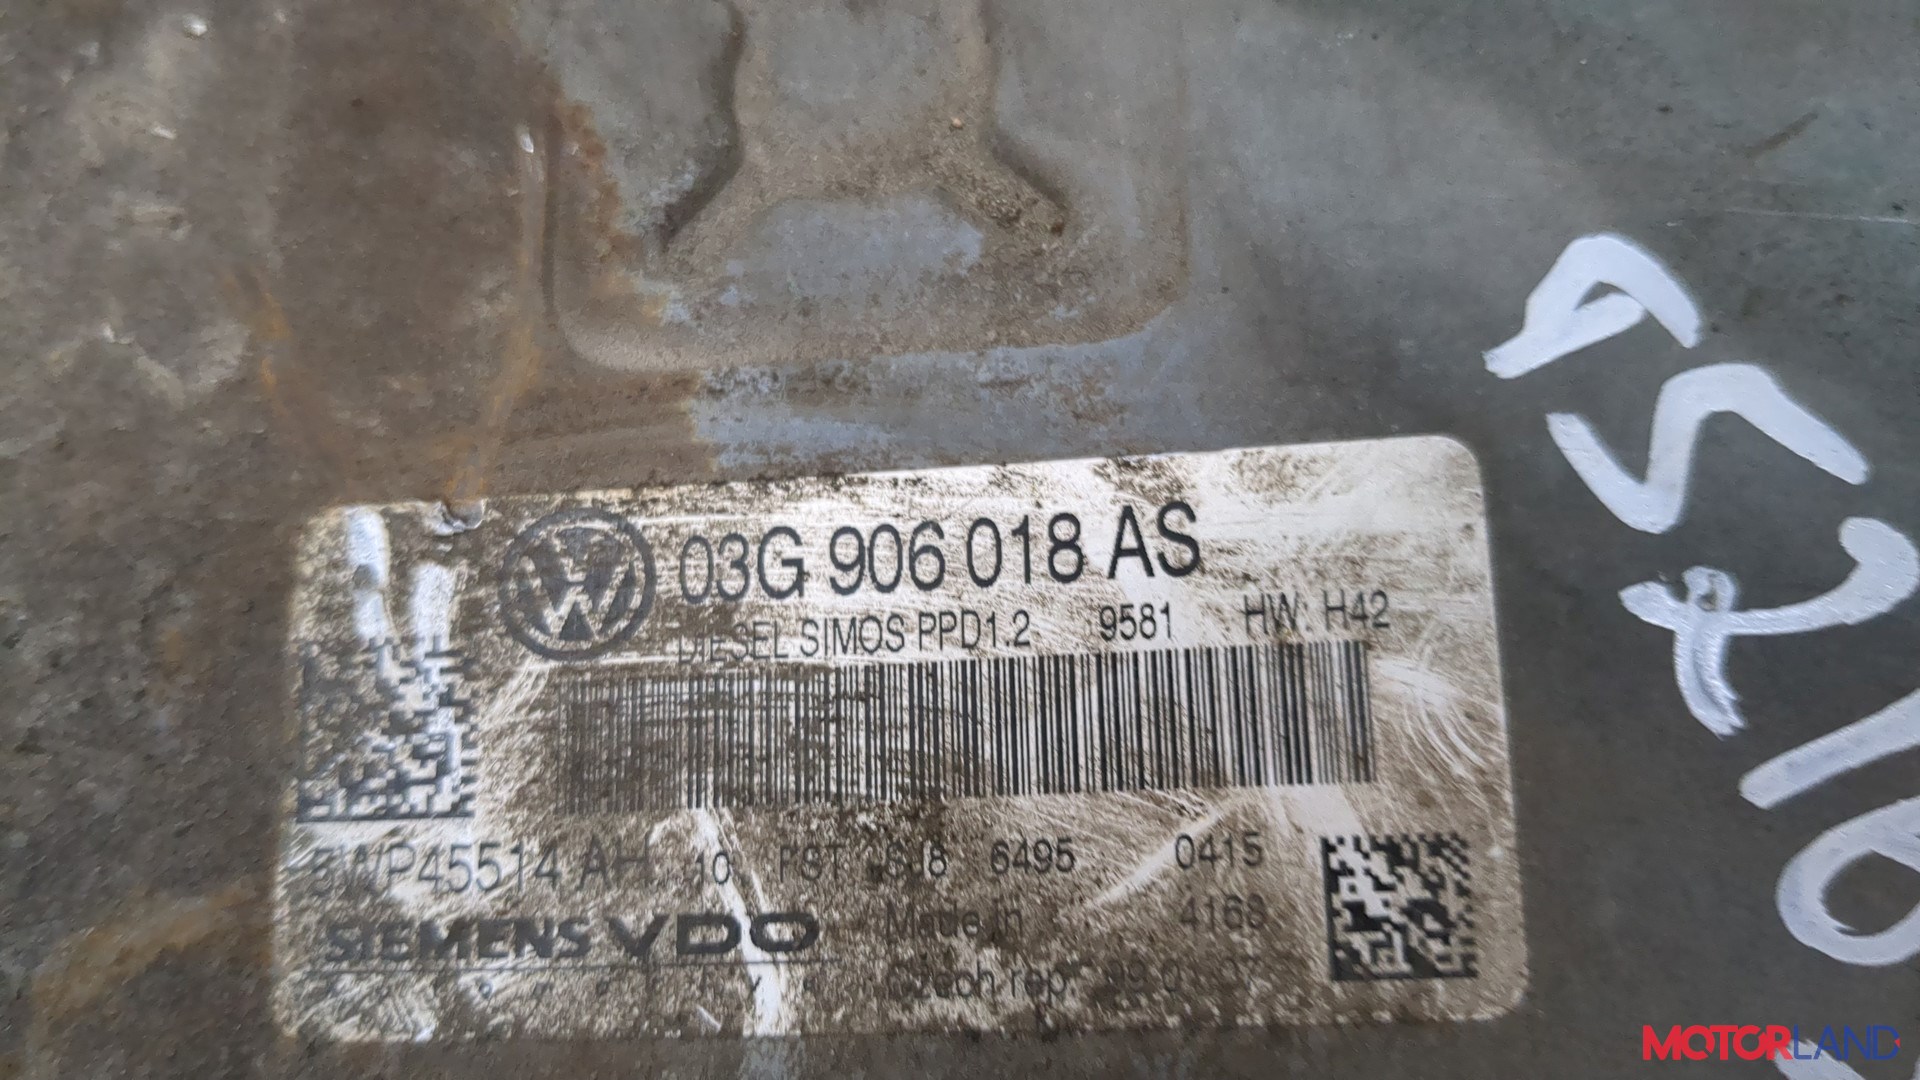 03G 906 018 AS
DIESEL SIMOS PPD1.2 9581 HW: H42
5WP45514 AH 10 FST 6495 0415
SIEMENS VDO Made in 4168
Czech rep.
MOTORLAND